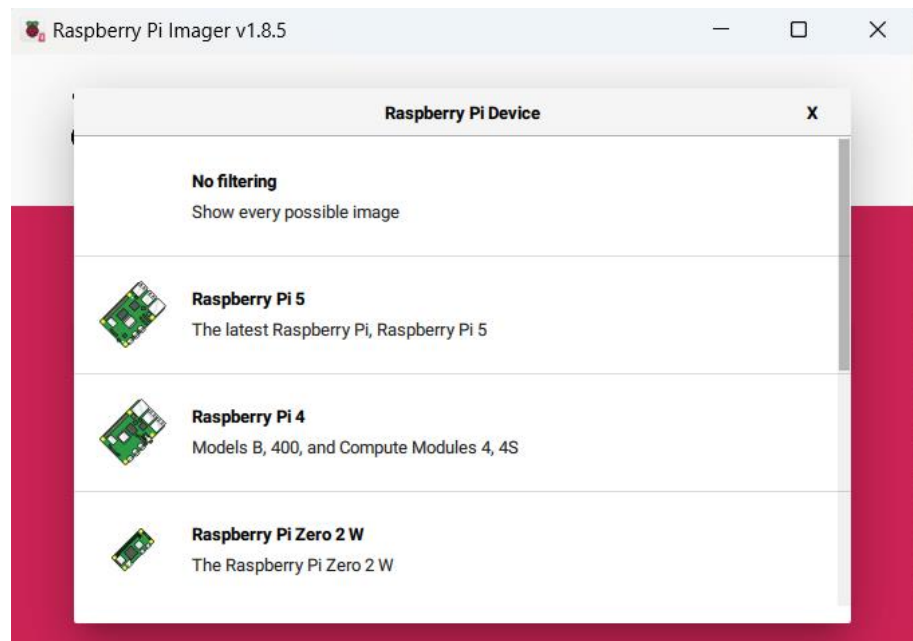 Raspberry Pi Imager v1.8.5
Raspberry Pi Device
X
No filtering
Show every possible image
Raspberry Pi 5
The latest Raspberry Pi, Raspberry Pi 5
Raspberry Pi 4
Models B, 400, and Compute Modules 4, 4S
Raspberry Pi Zero 2 W
The Raspberry Pi Zero 2 W